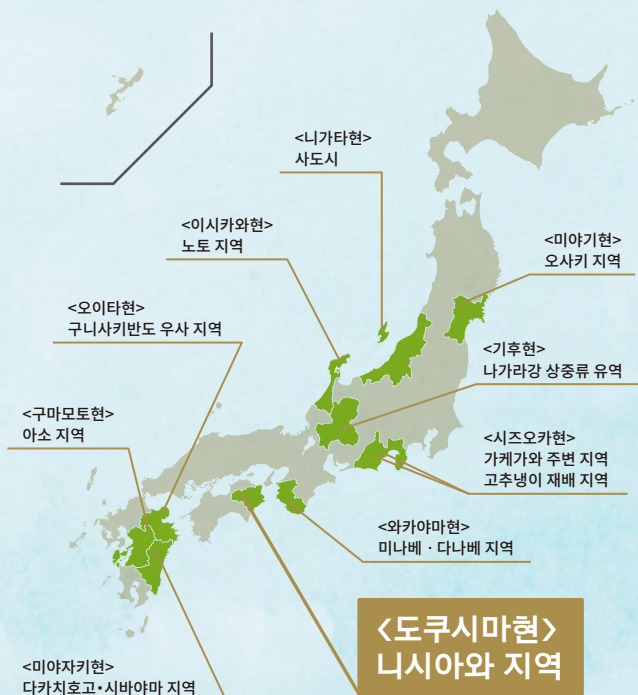 <니가타현>
사도시
<이시카와현>
노토 지역
<미야기현>
오사키 지역
<오이타현>
구니사키반도 우사 지역
<기후현>
나가라강 상중류 유역
<구마모토현>
아소 지역
<시즈오카현>
가케가와 주변 지역
고추냉이 재배 지역
<와카야마현>
미나베 · 다나베 지역
<도쿠시마현>
니시아와 지역
<미야자키현>
다카치호고•시바야마 지역